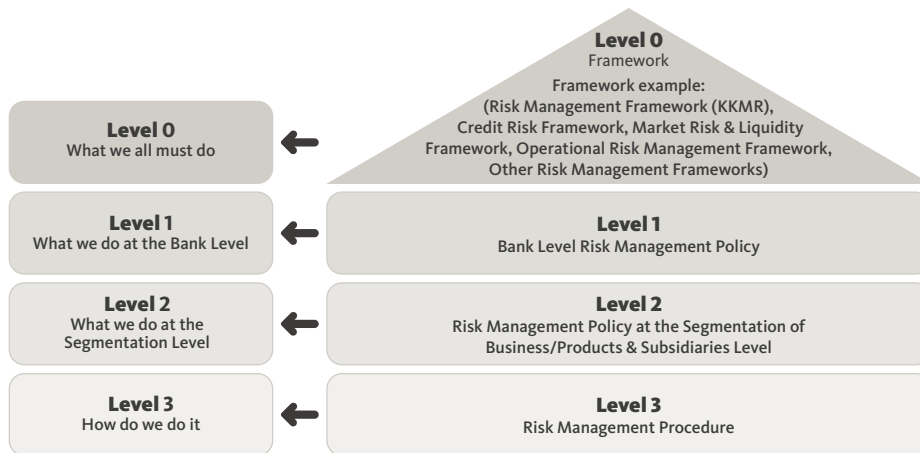 Level 0
Framework
Framework example:
(Risk Management Framework (KKMR),
Credit Risk Framework, Market Risk & Liquidity
Framework, Operational Risk Management Framework,
Other Risk Management Frameworks)
Level 0
What we all must do
Level 1
What we do at the Bank Level
Level 1
Bank Level Risk Management Policy
Level 2
What we do at the
Segmentation Level
Level 2
Risk Management Policy at the Segmentation of
Business/Products & Subsidiaries Level
Level 3
How do we do it
Level 3
Risk Management Procedure